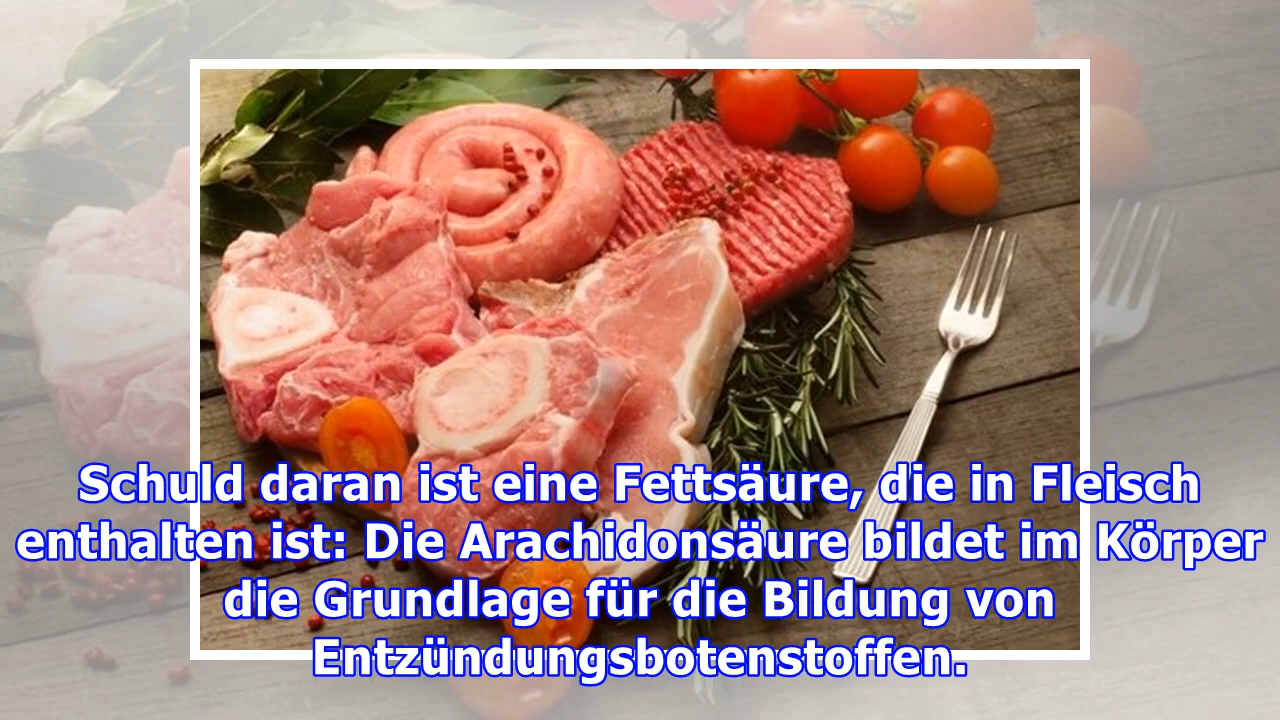 Schuld daran ist eine Fettsäure, die in Fleisch
enthalten ist: Die Arachidonsäure bildet im Körper
die Grundlage für die Bildung von
Entzündungsbotenstoffen.